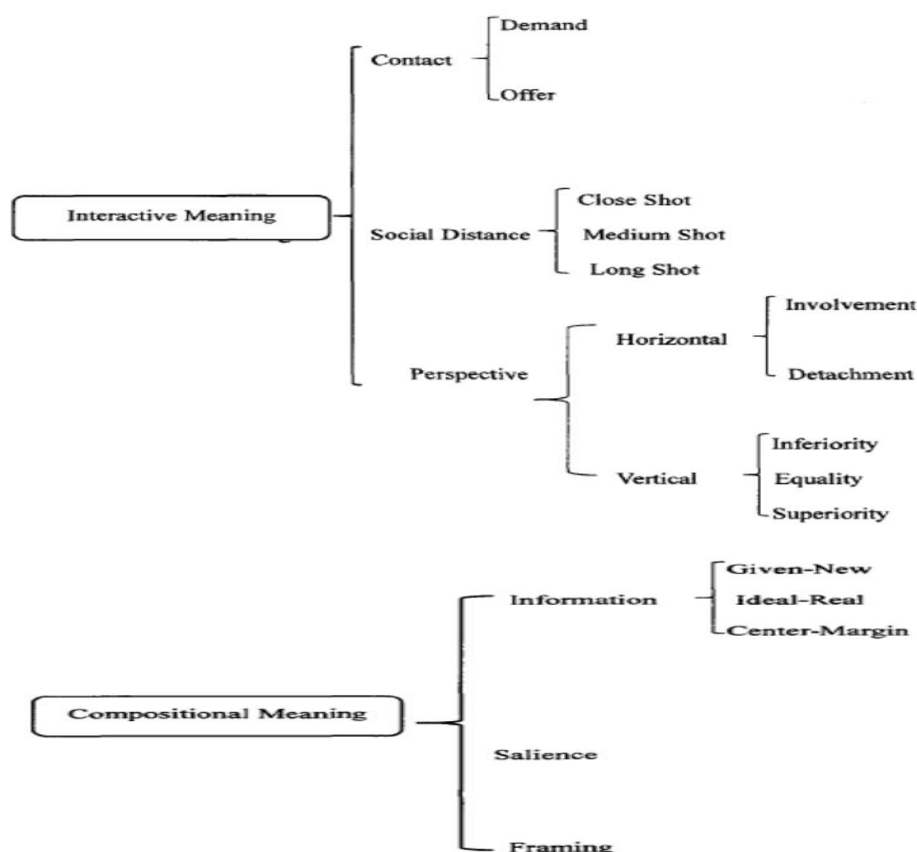 Demand
Contact
Offer
Interactive Meaning
Close Shot
Social Distance
Medium Shot
Long Shot
Involvement
Horizontal
Perspective
Detachment
Inferiority
Vertical
Equality
Superiority
Given-New
Information
Ideal-Real
Center-Margin
Compositional Meaning
Salience
Framing